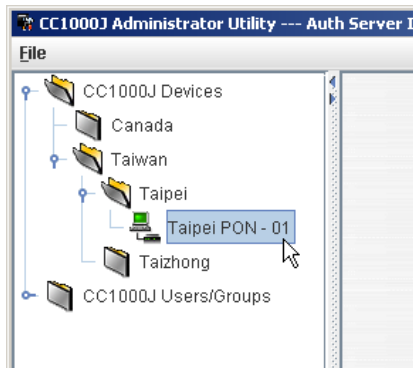 CC1000J Administrator Utility --- Auth Server I
File
CC1000J Devices
Canada
Taiwan
Taipei
Taipei PON - 01
Taizhong
CC1000J Users/Groups